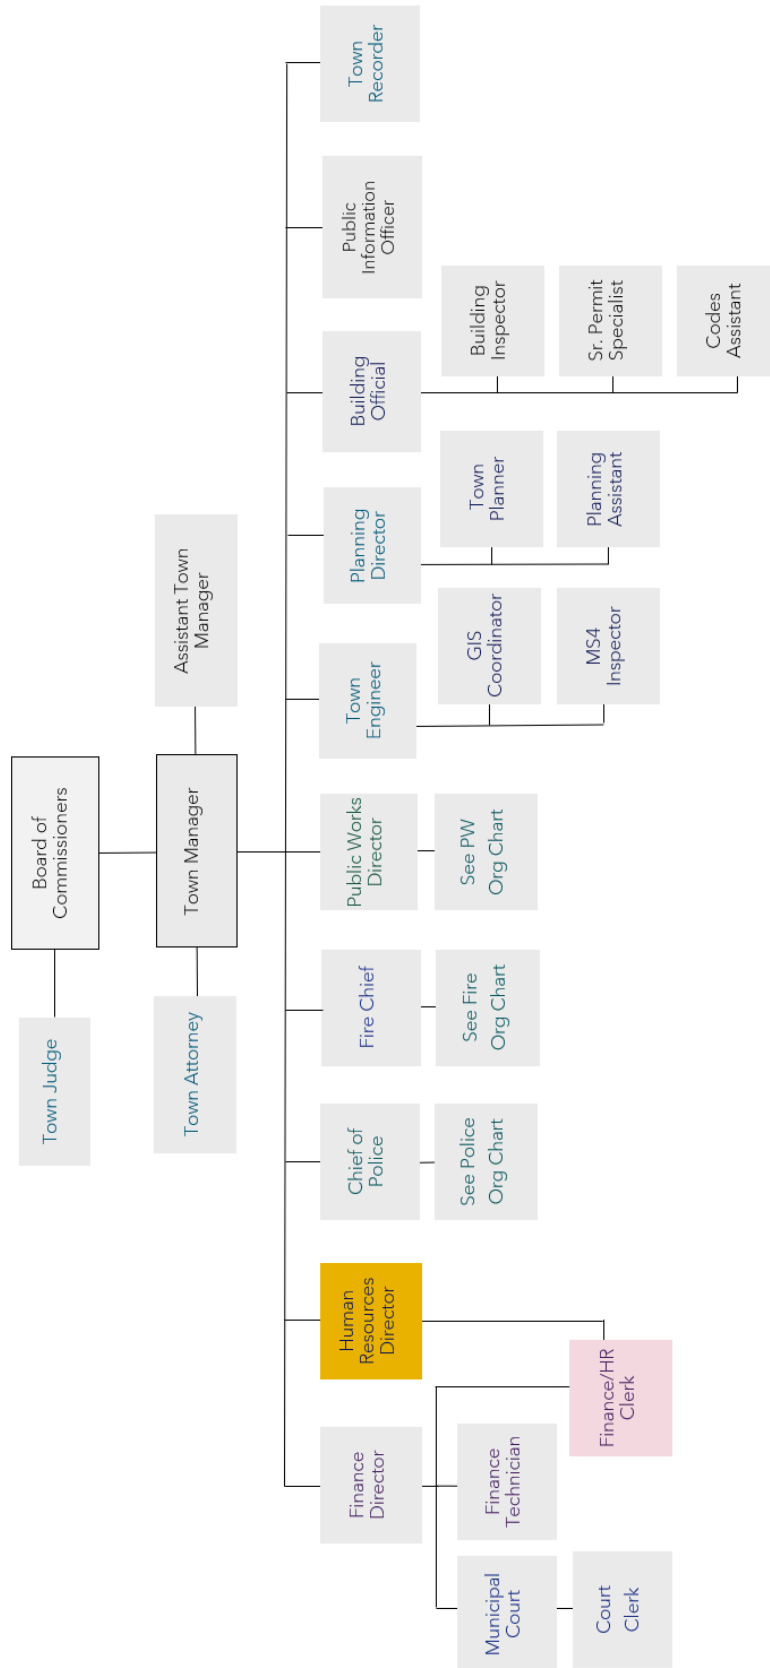 Board of
Commissioners
Town Judge
Town Manager
Town Attorney
Assistant Town
Manager
Finance
Director
Human
Resources
Director
Chief of
Police
Fire Chief
Public Works
Director
Town
Engineer
Planning
Director
Building
Official
Public
Information
Officer
Town
Recorder
Municipal
Court
Finance
Technician
Finance/HR
Clerk
Court
Clerk
See Police
Org Chart
See Fire
Org Chart
See PW
Org Chart
GIS
Coordinator
MS4
Inspector
Town
Planner
Planning
Assistant
Building
Inspector
Sr. Permit
Specialist
Codes
Assistant